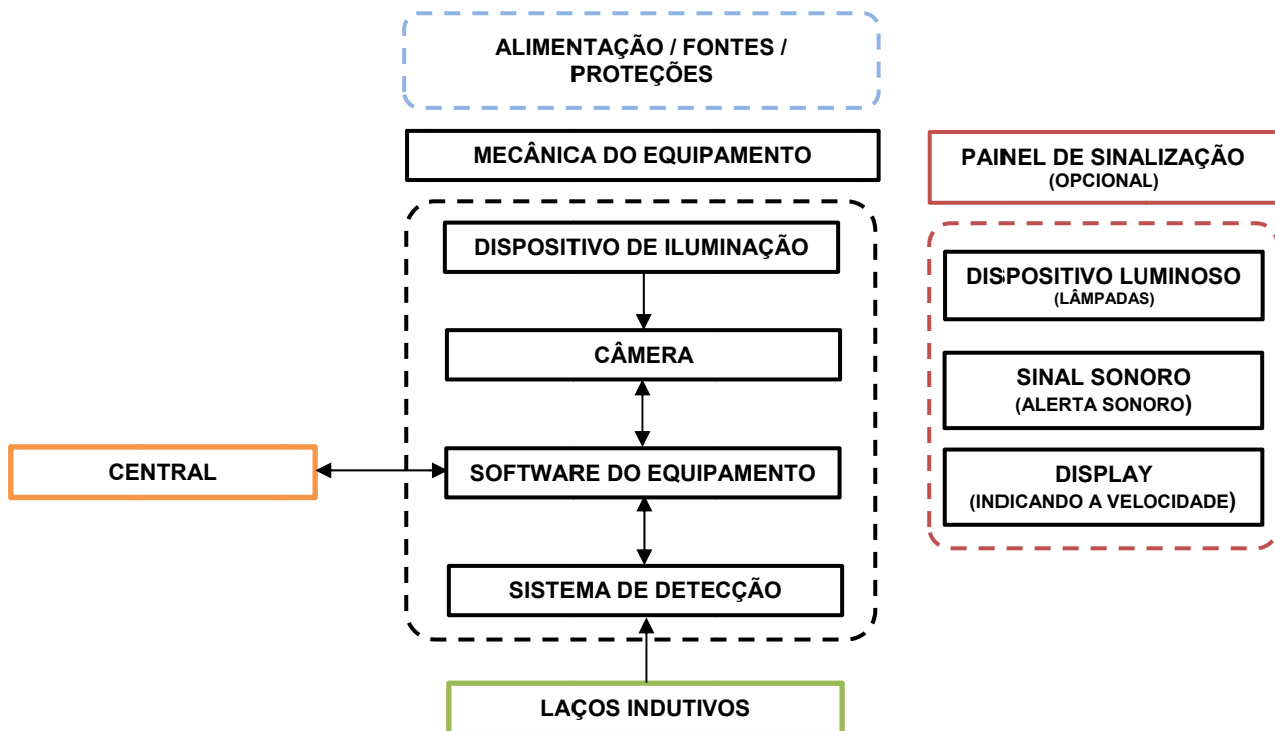 ALIMENTAÇÃO / FONTES /
PROTEÇÕES
MECÂNICA DO EQUIPAMENTO
PAINEL DE SINALIZAÇÃO
(OPCIONAL)
DISPOSITIVO DE ILUMINAÇÃO
DISPOSITIVO LUMINOSO
(LÂMPADAS)
CÂMERA
SINAL SONORO
(ALERTA SONORO)
CENTRAL
SOFTWARE DO EQUIPAMENTO
DISPLAY
(INDICANDO A VELOCIDADE)
SISTEMA DE DETECÇÃO
LAÇOS INDUTIVOS